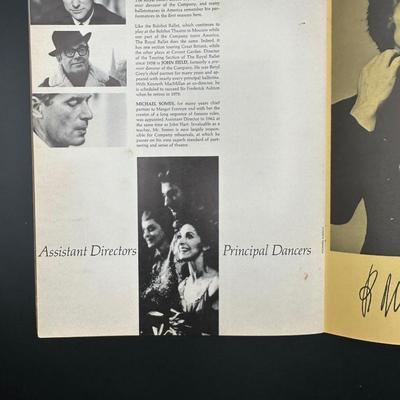 premier danseur of the Company, and many
balletomanes in America remember his per-
formances in the first seasons here.
Like the Bolshoi Ballet, which continues to
play at the Bolshoi Theatre in Moscow while
one part of the Company tours America,
The Royal Ballet does the same. Indeed, it
has one section touring Great Britain, while
the other plays at Covent Garden. Director
of the Touring Section of The Royal Ballet
since 1956 is JOHN FIELD, formerly a pre-
mier danseur of the Company. He was Beryl
Grey's chief partner for many years and ap-
peared with nearly every principal ballerina.
With Kenneth MacMillan as co-director, he
is scheduled to succeed Sir Frederick Ashton
when he retires in 1970.
MICHAEL SOMES, for many years chief
partner to Margot Fonteyn and with her the
creator of a long sequence of famous roles,
was appointed Assistant Director in 1962 at
the same time as John Hart. Invaluable as a
teacher, Mr. Somes is now largely respon-
sible for Company rehearsals, at which he
passes on his own superb standard of part-
nering and sense of theatre.
Assistant Directors
Principal Dancers